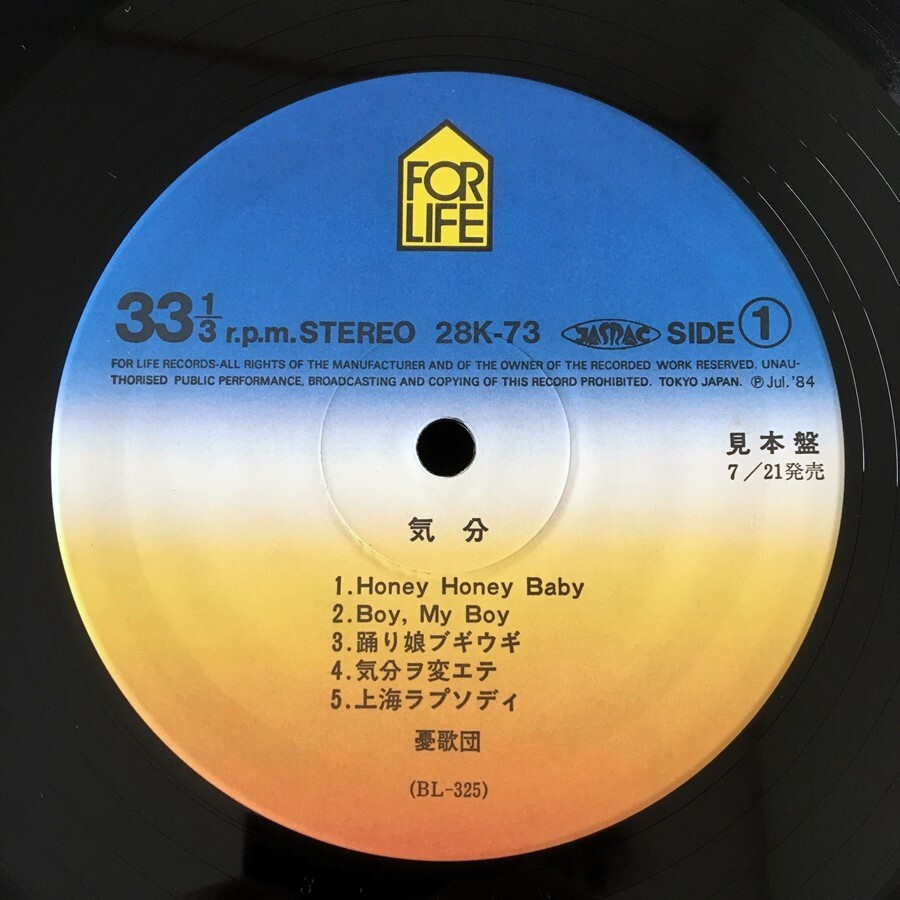 FOR
LIFE
33 1/3 r.p.m. STEREO 28K-73 JASRAC SIDE 1
FOR LIFE RECORDS-ALL RIGHTS OF THE MANUFACTURER AND OF THE OWNER OF THE RECORDED WORK RESERVED. UNAU-
THORISED PUBLIC PERFORMANCE, BROADCASTING AND COPYING OF THIS RECORD PROHIBITED. TOKYO JAPAN. ℗ Jul.'84
見本盤
7/21発売
気分
1.Honey Honey Baby
2.Boy, My Boy
3.踊り娘ブギウギ
4.気分ヲ変エテ
5.上海ラプソディ
憂歌団
(BL-325)